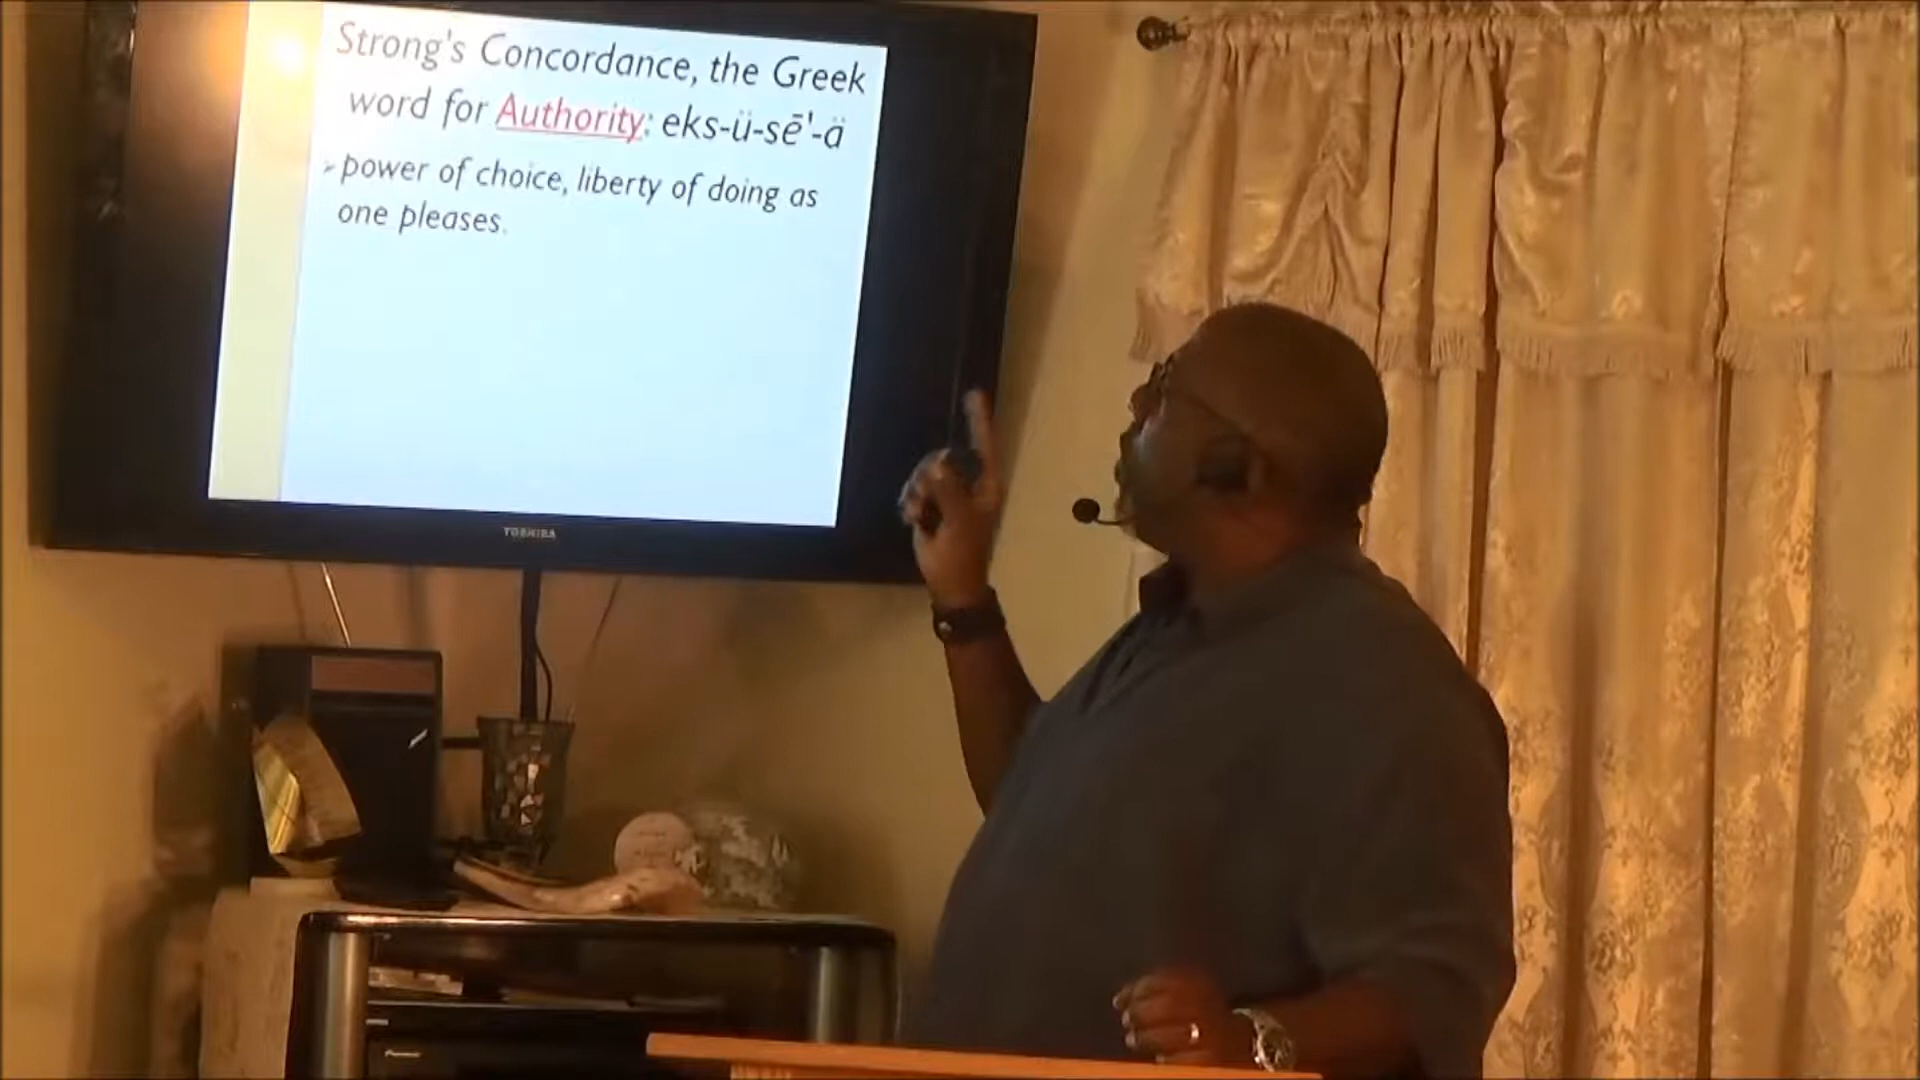 Strong's Concordance, the Greek
word for Authority: eks-ü-sē'-ä
➢ power of choice, liberty of doing as
one pleases.
TOSHIBA
Pioneer